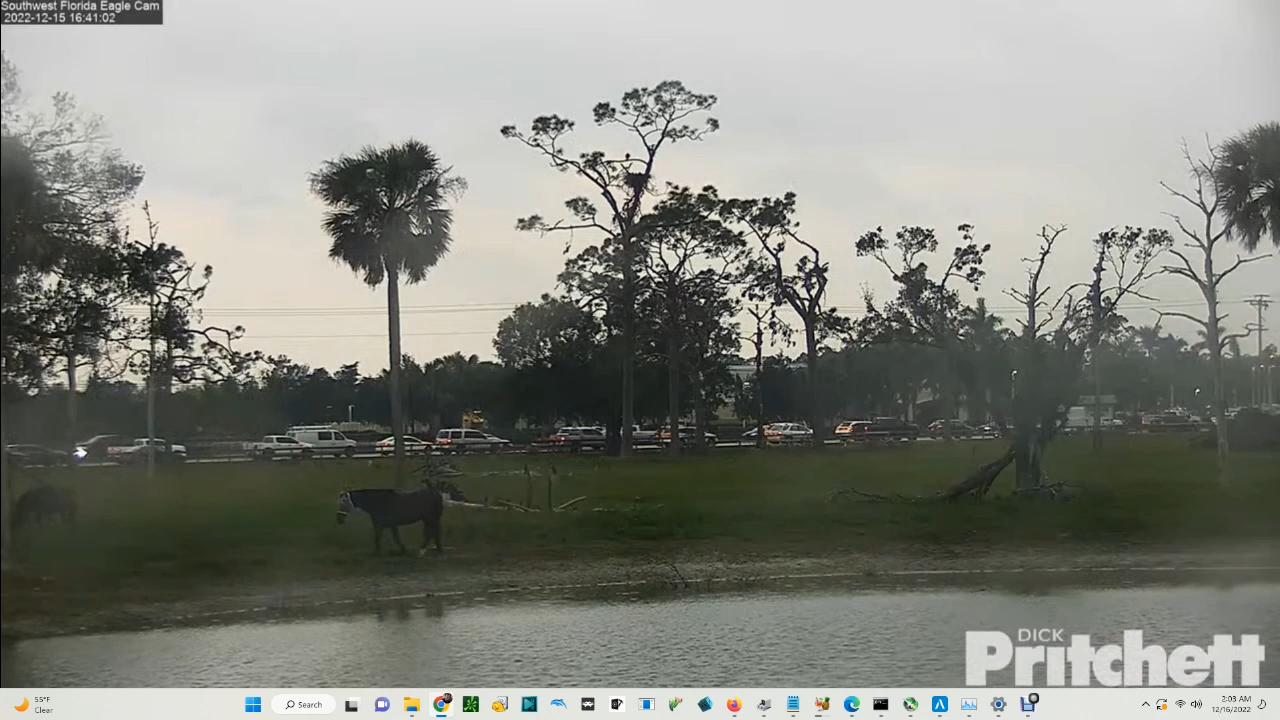 Southwest Florida Eagle Cam
2022-12-15 16:41:02
DICK
Pritchett
55°F
Clear
Search
2:03 AM
12/16/2022